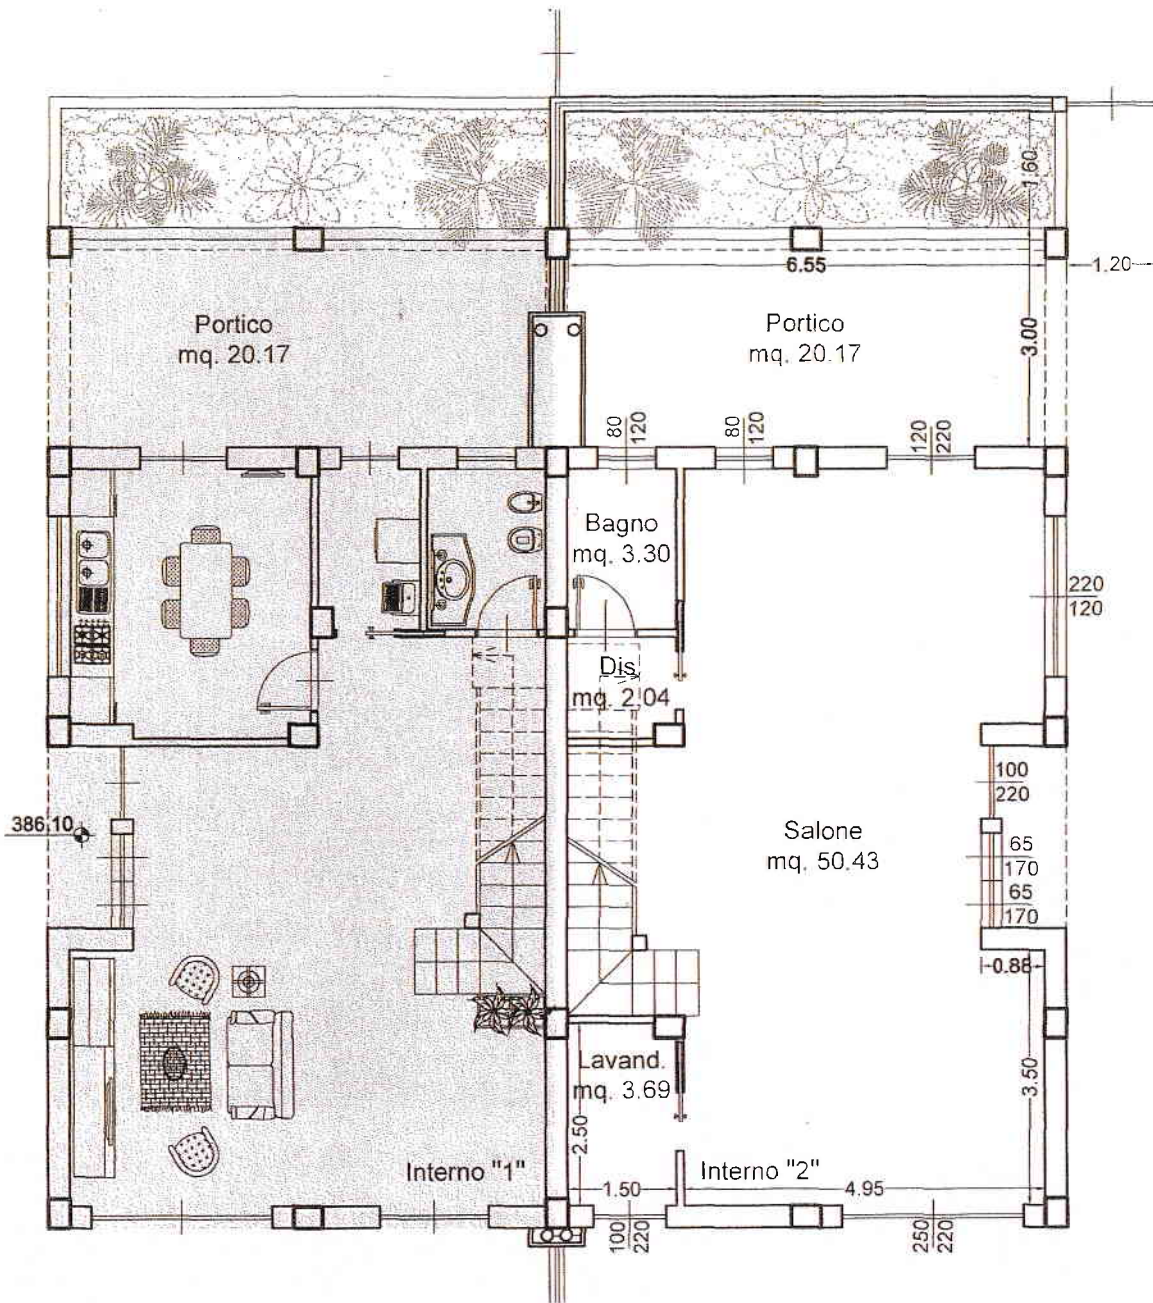 1.60
6.55
1.20
Portico
mq. 20.17
Portico
mq. 20.17
3.00
80
120
80
120
120
220
Bagno
mq. 3.30
220
120
Dis.
mq. 2.04
100
220
386.10
Salone
mq. 50.43
65
170
65
170
0.88
Lavand.
mq. 3.69
3.50
2.50
Interno "1"
Interno "2"
1.50
4.95
100
220
250
220